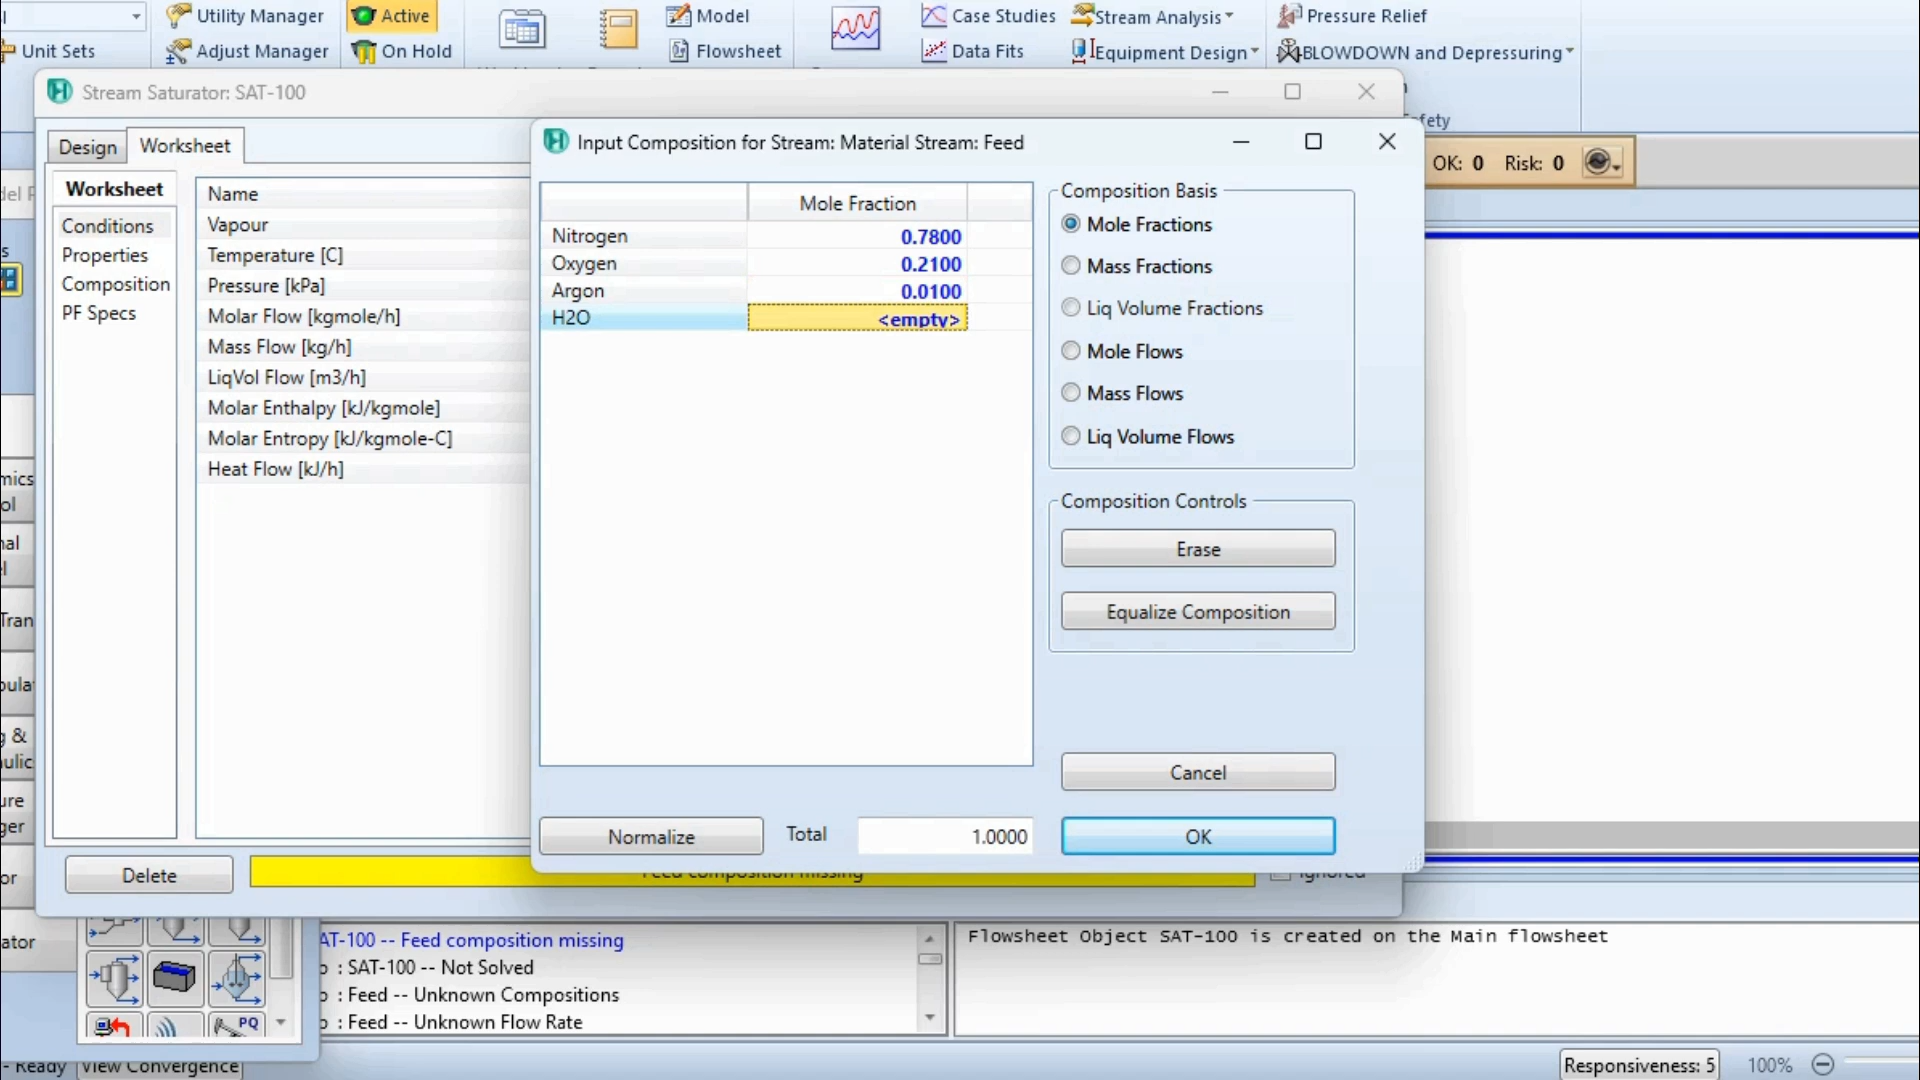 Utility Manager
Active
Model
Case Studies
Stream Analysis
Pressure Relief
Unit Sets
Adjust Manager
On Hold
Flowsheet
Data Fits
Equipment Design
BLOWDOWN and Depressuring
Stream Saturator: SAT-100
Design
Worksheet
Input Composition for Stream: Material Stream: Feed
OK: 0 Risk: 0
Worksheet
Conditions
Properties
Composition
PF Specs
Name
Vapour
Temperature [C]
Pressure [kPa]
Molar Flow [kgmole/h]
Mass Flow [kg/h]
LiqVol Flow [m3/h]
Molar Enthalpy [kJ/kgmole]
Molar Entropy [kJ/kgmole-C]
Heat Flow [kJ/h]
Mole Fraction
Nitrogen 0.7800
Oxygen 0.2100
Argon 0.0100
H2O <empty>
Composition Basis
Mole Fractions
Mass Fractions
Liq Volume Fractions
Mole Flows
Mass Flows
Liq Volume Flows
Composition Controls
Erase
Equalize Composition
Cancel
Normalize
Total
1.0000
OK
Delete
Feed composition missing
Ignored
AT-100 -- Feed composition missing
: SAT-100 -- Not Solved
: Feed -- Unknown Compositions
: Feed -- Unknown Flow Rate
Flowsheet Object SAT-100 is created on the Main flowsheet
PQ
- Ready
View Convergence
Responsiveness: 5
100%